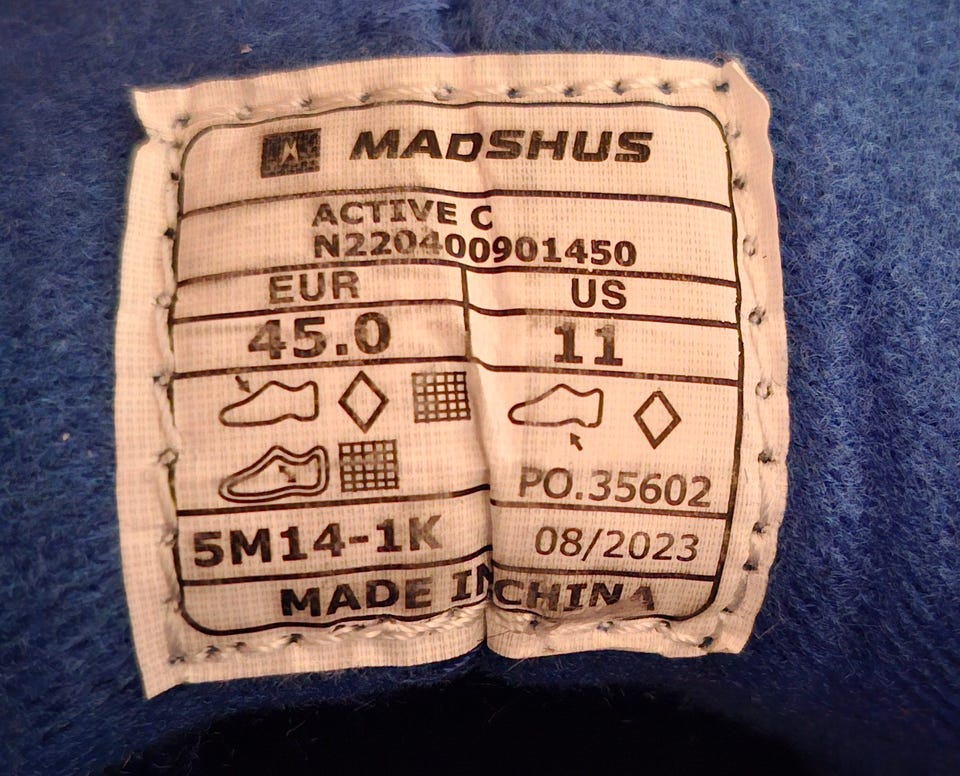 MADSHUS
ACTIVE C
N220400901450
EUR US
45.0 11
PO.35602
5M14-1K 08/2023
MADE IN CHINA